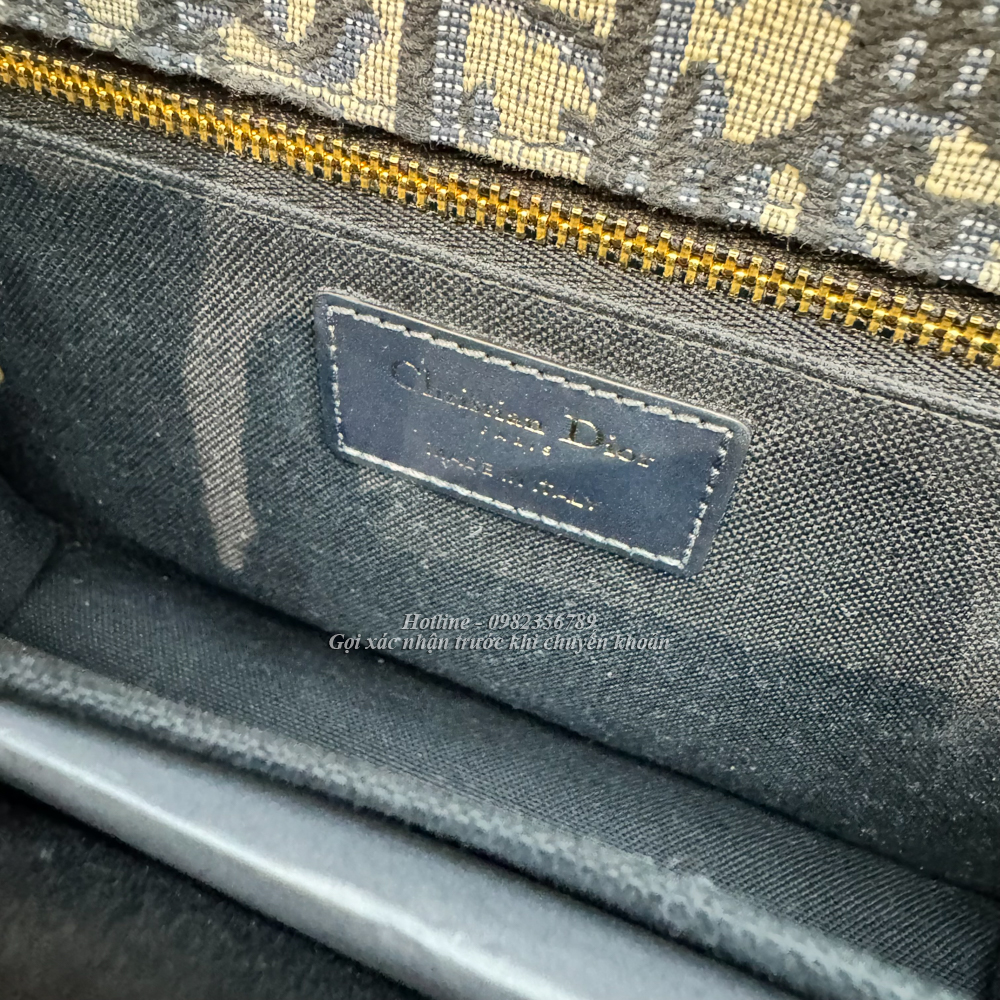 Christian Dior
PARIS
MADE IN ITALY
Hotline - 0982356789
Gọi xác nhận trước khi chuyển khoản